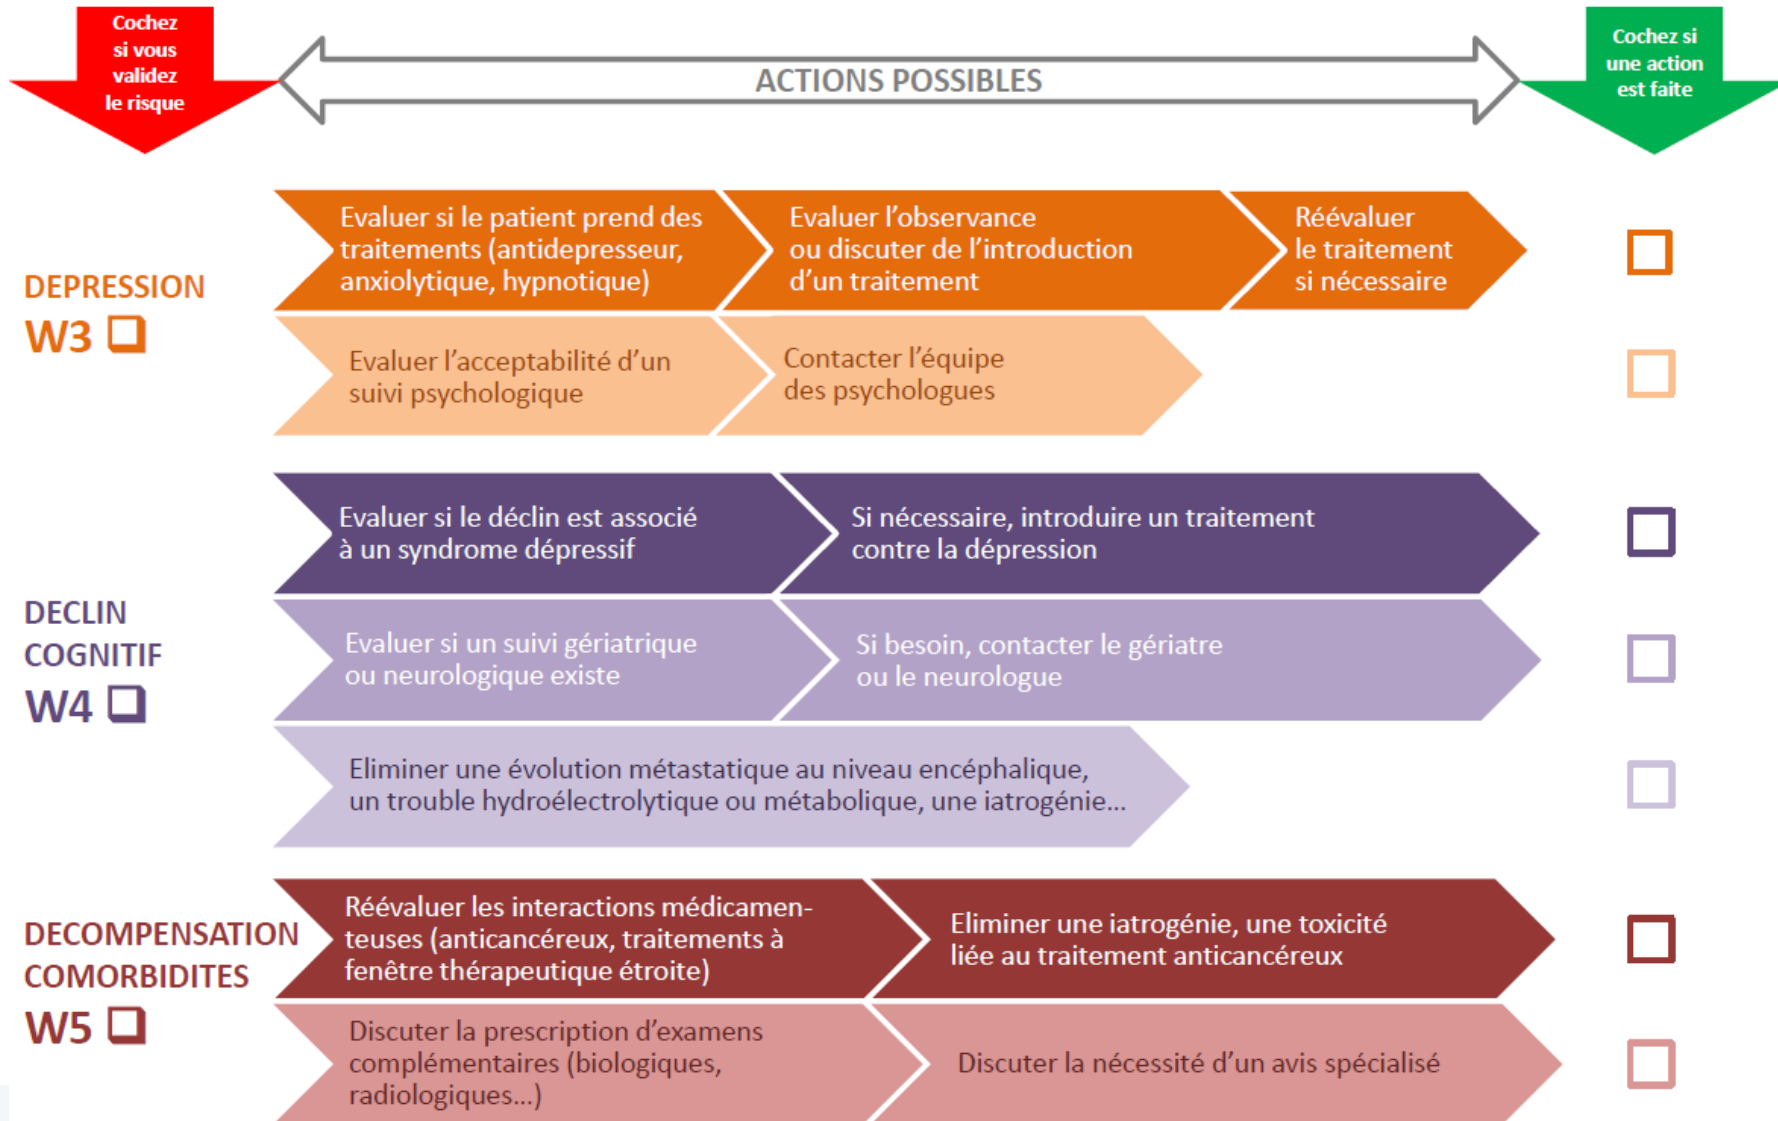 Cochez
si vous
validez
le risque
ACTIONS POSSIBLES
Cochez si
une action
est faite
DEPRESSION
W3
Evaluer si le patient prend des
traitements (antidepresseur,
anxiolytique, hypnotique)
Evaluer l’observance
ou discuter de l’introduction
d’un traitement
Réévaluer
le traitement
si nécessaire
Evaluer l’acceptabilité d’un
suivi psychologique
Contacter l’équipe
des psychologues
DECLIN
COGNITIF
W4
Evaluer si le déclin est associé
à un syndrome dépressif
Si nécessaire, introduire un traitement
contre la dépression
Evaluer si un suivi gériatrique
ou neurologique existe
Si besoin, contacter le gériatre
ou le neurologue
Eliminer une évolution métastatique au niveau encéphalique,
un trouble hydroélectrolytique ou métabolique, une iatrogénie...
DECOMPENSATION
COMORBIDITES
W5
Réévaluer les interactions médicamen-
teuses (anticancéreux, traitements à
fenêtre thérapeutique étroite)
Eliminer une iatrogénie, une toxicité
liée au traitement anticancéreux
Discuter la prescription d’examens
complémentaires (biologiques,
radiologiques...)
Discuter la nécessité d’un avis spécialisé